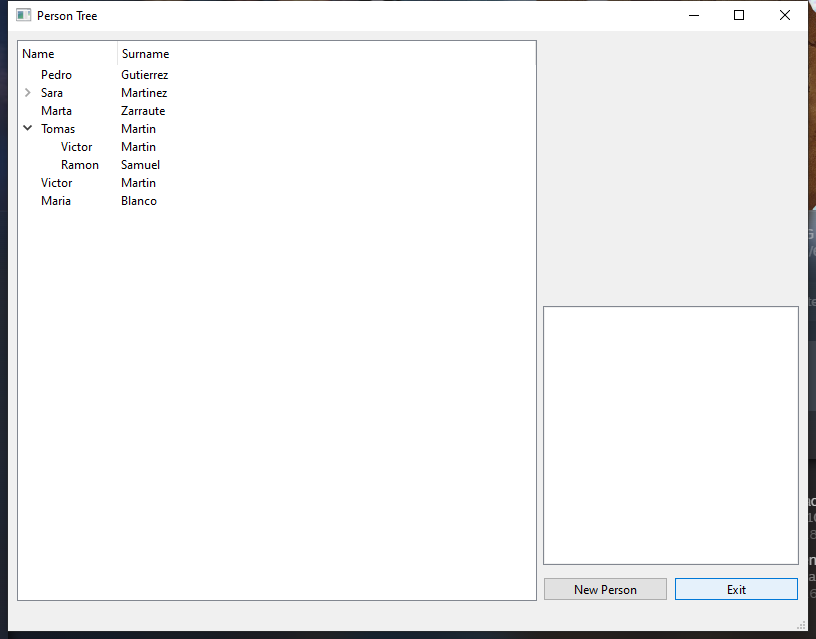 Person Tree
Name Surname
Pedro Gutierrez
Sara Martinez
Marta Zarraute
Tomas Martin
Victor Martin
Ramon Samuel
Victor Martin
Maria Blanco
New Person Exit